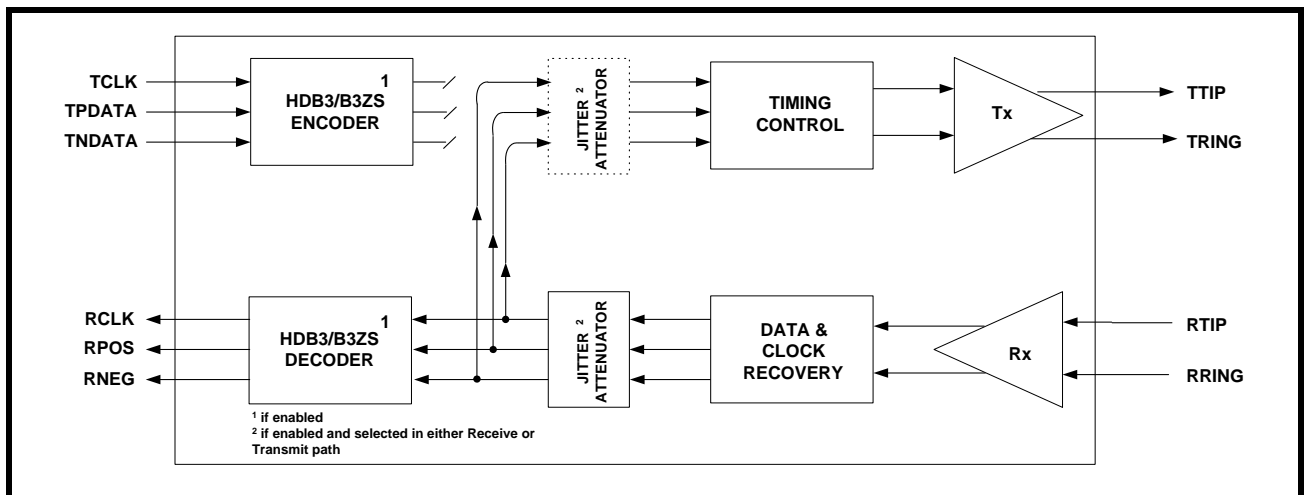 TCLK
TPDATA
TNDATA
HDB3/B3ZS 1
ENCODER
JITTER 2
ATTENUATOR
TIMING
CONTROL
Tx
TTIP
TRING
RCLK
RPOS
RNEG
HDB3/B3ZS 1
DECODER
JITTER 2
ATTENUATOR
DATA &
CLOCK
RECOVERY
Rx
RTIP
RRING
1 if enabled
2 if enabled and selected in either Receive or
Transmit path